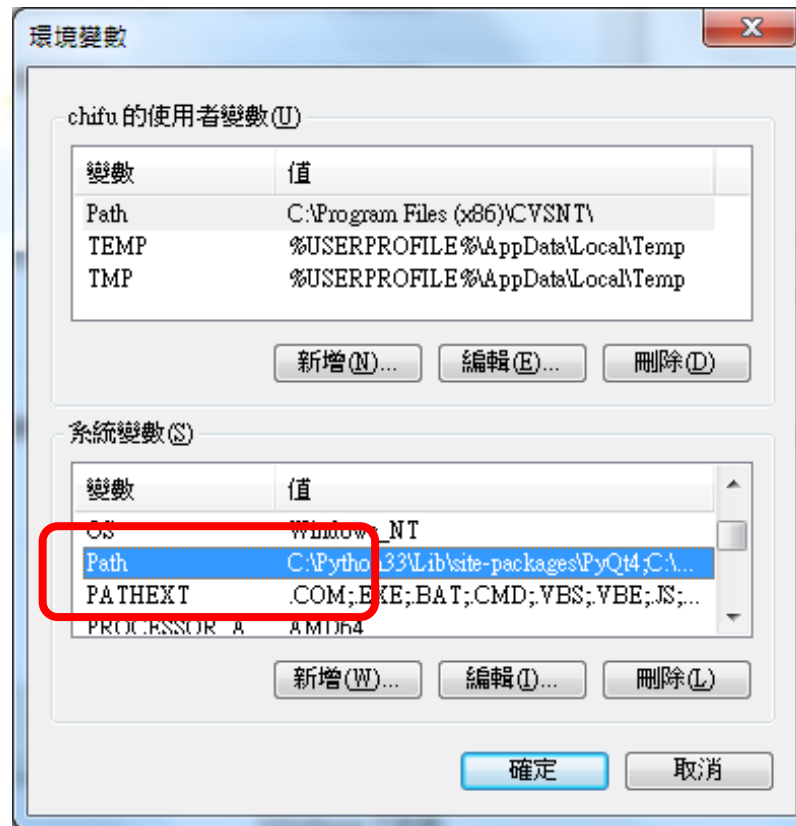 環境變數
chifu 的使用者變數(U)
變數 值
Path C:\Program Files (x86)\CVSNT\
TEMP %USERPROFILE%\AppData\Local\Temp
TMP %USERPROFILE%\AppData\Local\Temp
新增(N)... 編輯(E)... 刪除(D)
系統變數(S)
變數 值
OS Windows_NT
Path C:\Python33\Lib\site-packages\PyQt4;C:\...
PATHEXT .COM;.EXE;.BAT;.CMD;.VBS;.VBE;.JS;...
PROCESSOR_A AMD64
新增(W)... 編輯(I)... 刪除(L)
確定 取消